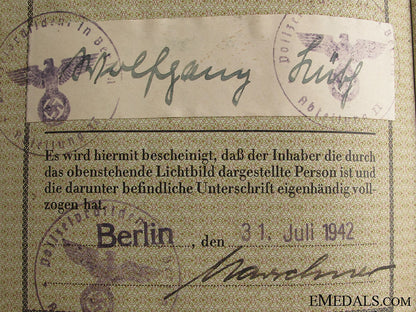 Wolfgang Lüth
Es wird hiermit bescheinigt, daß der Inhaber die durch
das obenstehende Lichtbild dargestellte Person ist und
die darunter befindliche Unterschrift eigenhändig voll-
zogen hat.
Berlin, den 31. Juli 1942
EMEDALS.COM